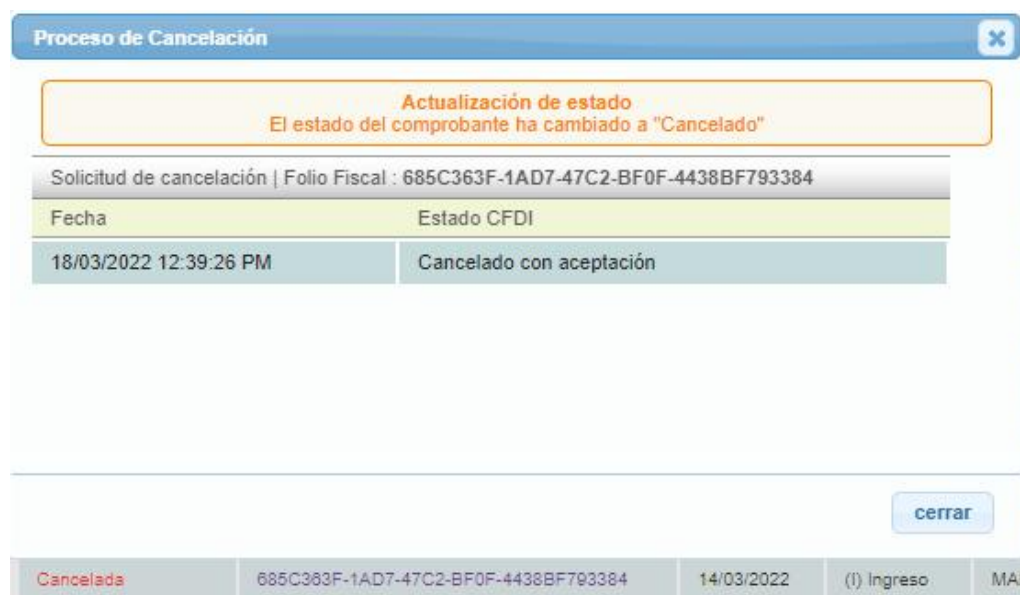 Proceso de Cancelación
Actualización de estado
El estado del comprobante ha cambiado a "Cancelado"
Solicitud de cancelación | Folio Fiscal : 685C363F-1AD7-47C2-BF0F-4438BF793384
Fecha Estado CFDI
18/03/2022 12:39:26 PM Cancelado con aceptación
cerrar
Cancelada 685C363F-1AD7-47C2-BF0F-4438BF793384 14/03/2022 (I) Ingreso MA